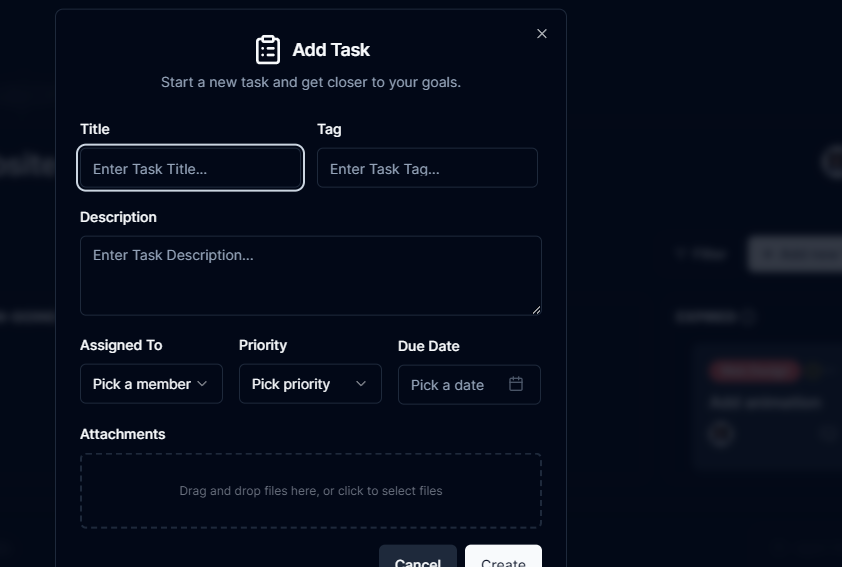 Add Task
Start a new task and get closer to your goals.
Title
Tag
Enter Task Title...
Enter Task Tag...
Description
Enter Task Description...
Assigned To
Priority
Due Date
Pick a member
Pick priority
Pick a date
Attachments
Drag and drop files here, or click to select files
Cancel
Create